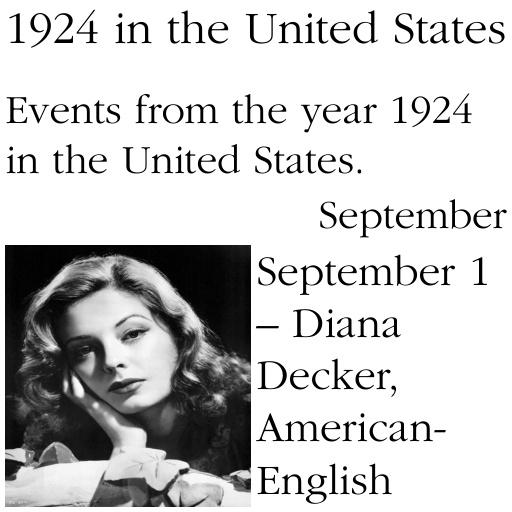 1924 in the United States
Events from the year 1924
in the United States.
September
September 1
– Diana
Decker,
American-
English